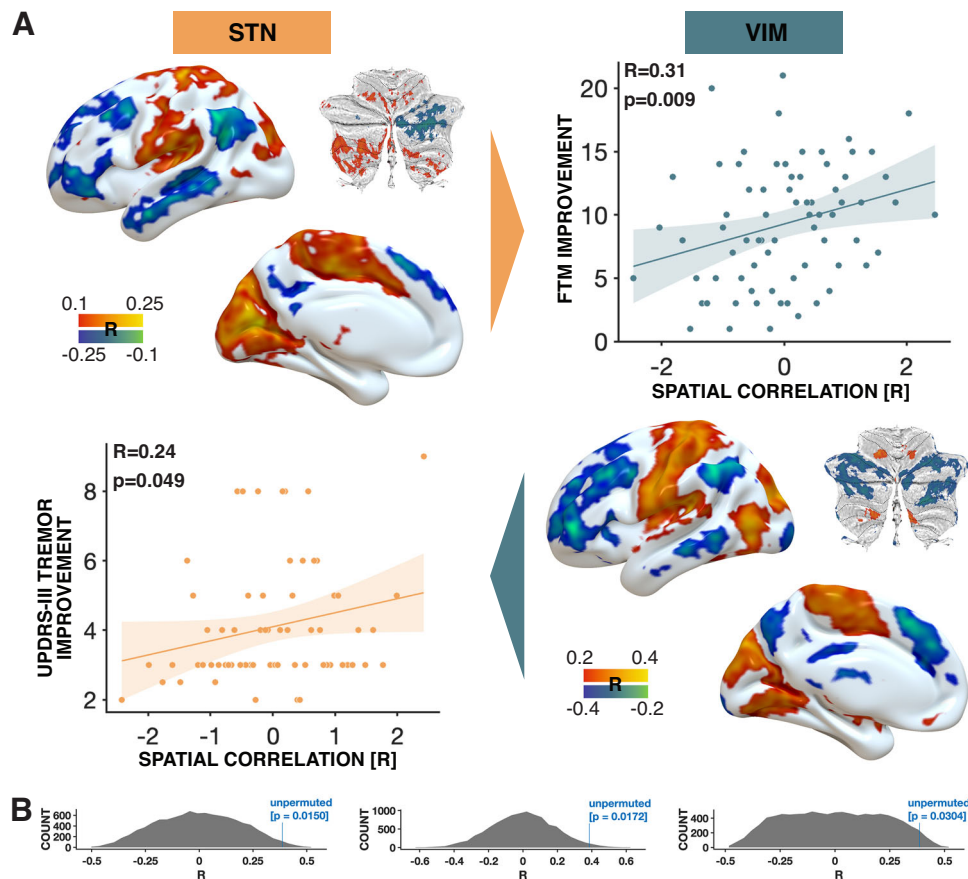 A
STN
VIM
R=0.31
p=0.009
20
15
10
5
0
FTM IMPROVEMENT
-2
0
2
SPATIAL CORRELATION [R]
0.1 0.25
R
-0.25 -0.1
R=0.24
p=0.049
8
6
4
2
UPDRS-III TREMOR
IMPROVEMENT
-2 -1 0 1 2
SPATIAL CORRELATION [R]
0.2 0.4
R
-0.4 -0.2
B
COUNT
600
400
200
0
unpermuted
[p = 0.0150]
-0.5 -0.25 0 0.25 0.5
R
COUNT
1000
500
0
unpermuted
[p = 0.0172]
-0.6 -0.4 -0.2 0 0.2 0.4 0.6
R
COUNT
400
200
0
unpermuted
[p = 0.0304]
-0.5 -0.25 0 0.25 0.5
R